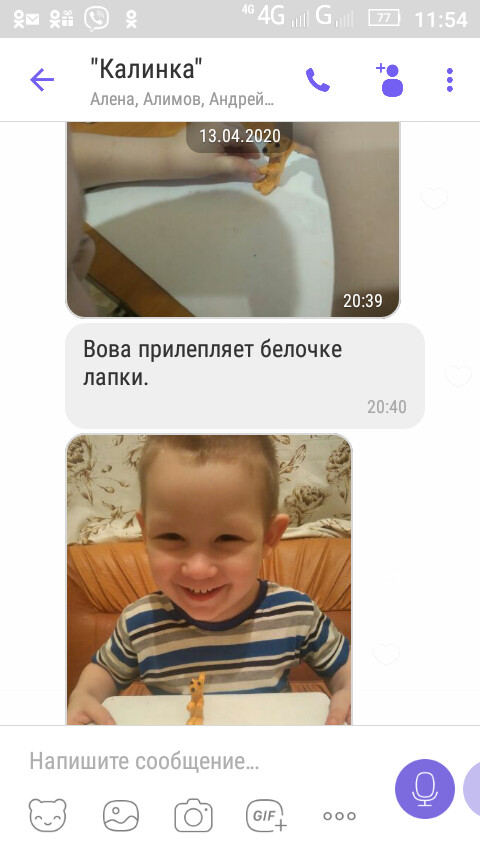 4G 4G G 77 11:54
"Калинка"
Алена, Алимов, Андрей...
13.04.2020
20:39
Вова прилепляет белочке
лапки.
20:40
Напишите сообщение...
GIF